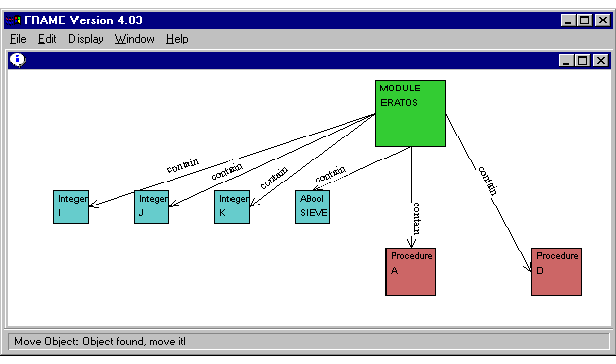 FNAME Version 4.03
File Edit Display Window Help
MODULE
ERATOS
contain
contain
contain
contain
contain
contain
Integer
I
Integer
J
Integer
K
ABool
SIEVE
Procedure
A
Procedure
D
Move Object: Object found, move it!